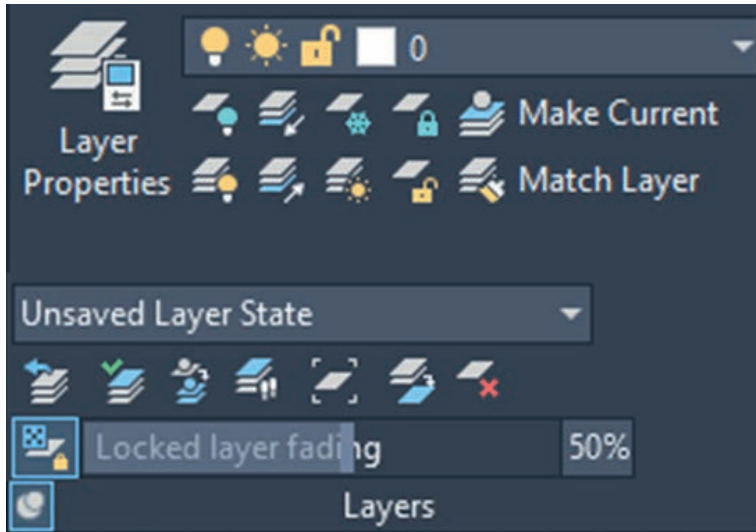 0
Layer
Properties
Make Current
Match Layer
Unsaved Layer State
Locked layer fading 50%
Layers